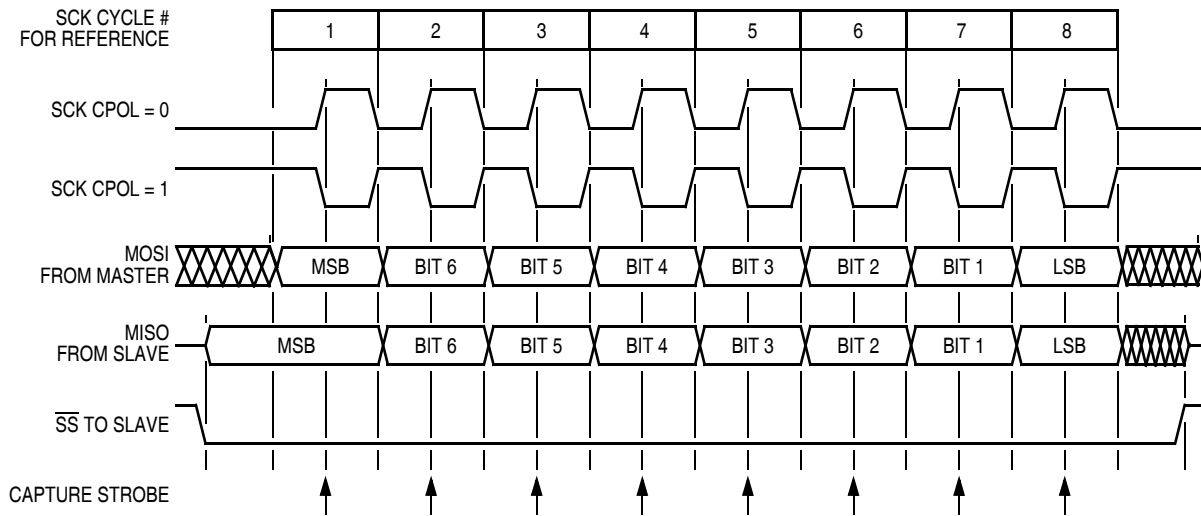 SCK CYCLE #
FOR REFERENCE
1 2 3 4 5 6 7 8
SCK CPOL = 0
SCK CPOL = 1
MOSI
FROM MASTER
MSB BIT 6 BIT 5 BIT 4 BIT 3 BIT 2 BIT 1 LSB
MISO
FROM SLAVE
MSB BIT 6 BIT 5 BIT 4 BIT 3 BIT 2 BIT 1 LSB
SS TO SLAVE
CAPTURE STROBE